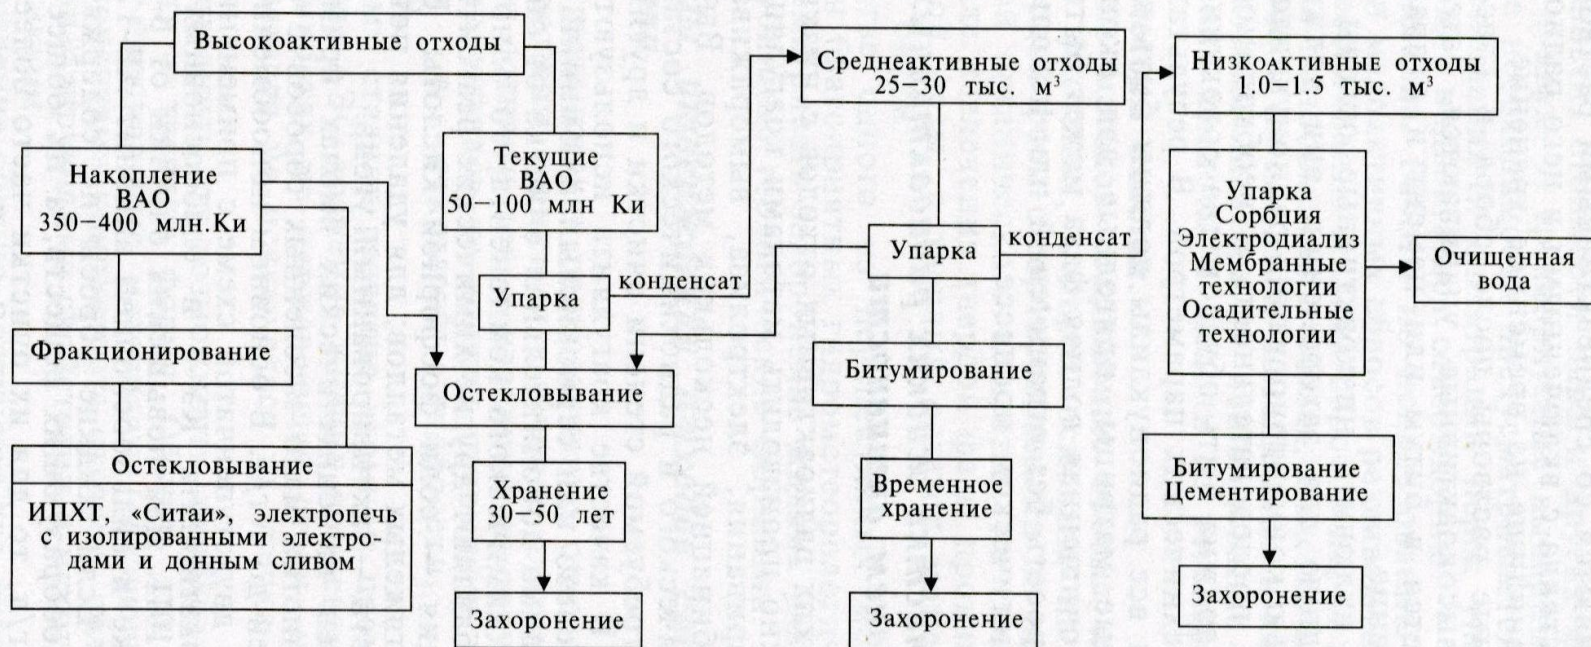 Высокоактивные отходы
Накопление
ВАО
350–400 млн.Ки
Фракционирование
Остекловывание
ИПХТ, «Ситаи», электропечь
с изолированными электро-
дами и донным сливом
Текущие
ВАО
50–100 млн Ки
Упарка
конденсат
Остекловывание
Хранение
30–50 лет
Захоронение
Среднеактивные отходы
25–30 тыс. м³
Упарка
конденсат
Битумирование
Временное
хранение
Захоронение
Низкоактивные отходы
1.0–1.5 тыс. м³
Упарка
Сорбция
Электродиализ
Мембранные
технологии
Осадительные
технологии
Очищенная
вода
Битумирование
Цементирование
Захоронение